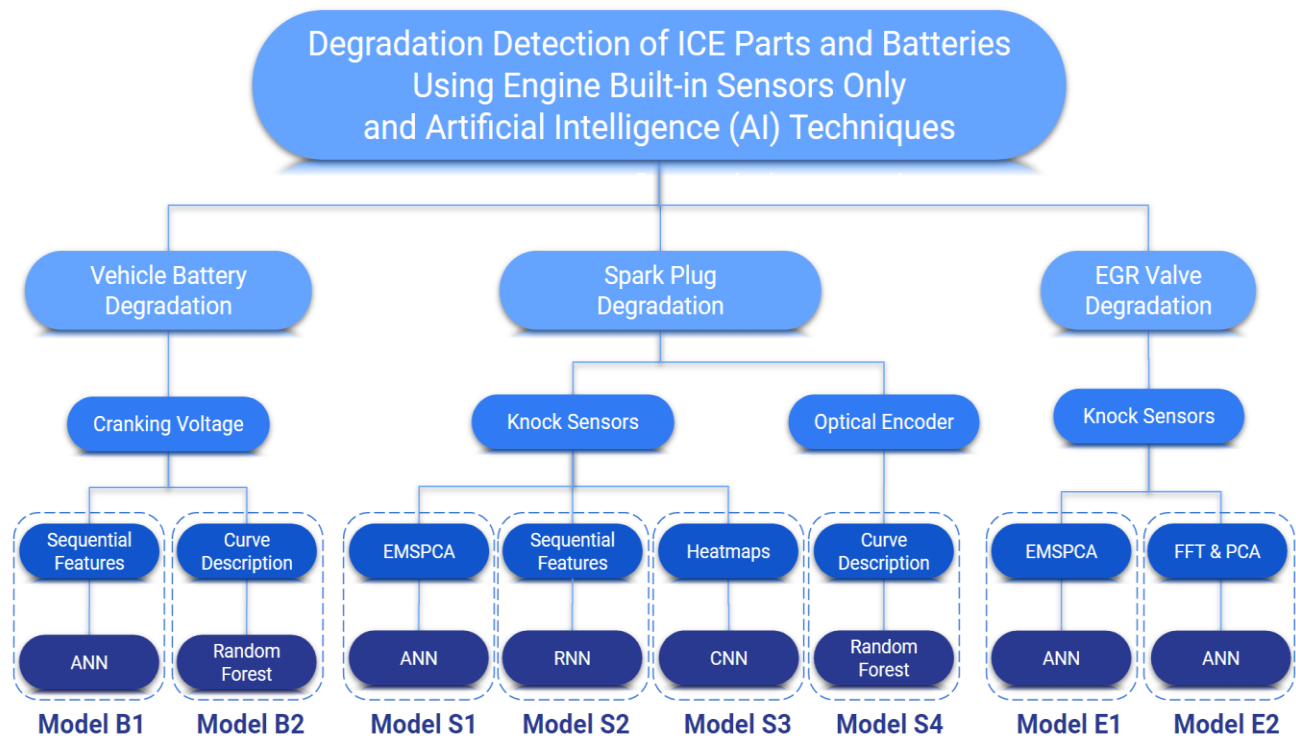 Degradation Detection of ICE Parts and Batteries
Using Engine Built-in Sensors Only
and Artificial Intelligence (AI) Techniques
Vehicle Battery
Degradation
Spark Plug
Degradation
EGR Valve
Degradation
Cranking Voltage
Knock Sensors
Optical Encoder
Knock Sensors
Sequential
Features
Curve
Description
EMSPCA
Sequential
Features
Heatmaps
Curve
Description
EMSPCA
FFT & PCA
ANN
Random
Forest
ANN
RNN
CNN
Random
Forest
ANN
ANN
Model B1
Model B2
Model S1
Model S2
Model S3
Model S4
Model E1
Model E2